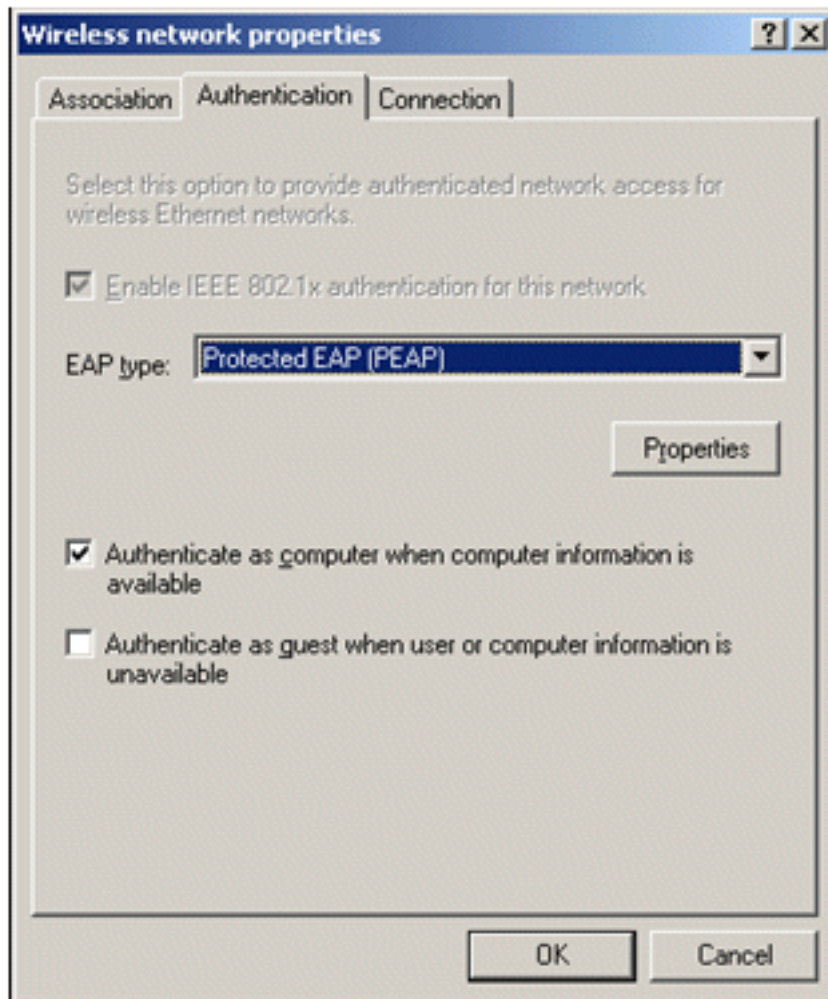 Wireless network properties
Association Authentication Connection
Select this option to provide authenticated network access for
wireless Ethernet networks.
Enable IEEE 802.1x authentication for this network
EAP type: Protected EAP (PEAP)
Properties
Authenticate as computer when computer information is
available
Authenticate as guest when user or computer information is
unavailable
OK Cancel